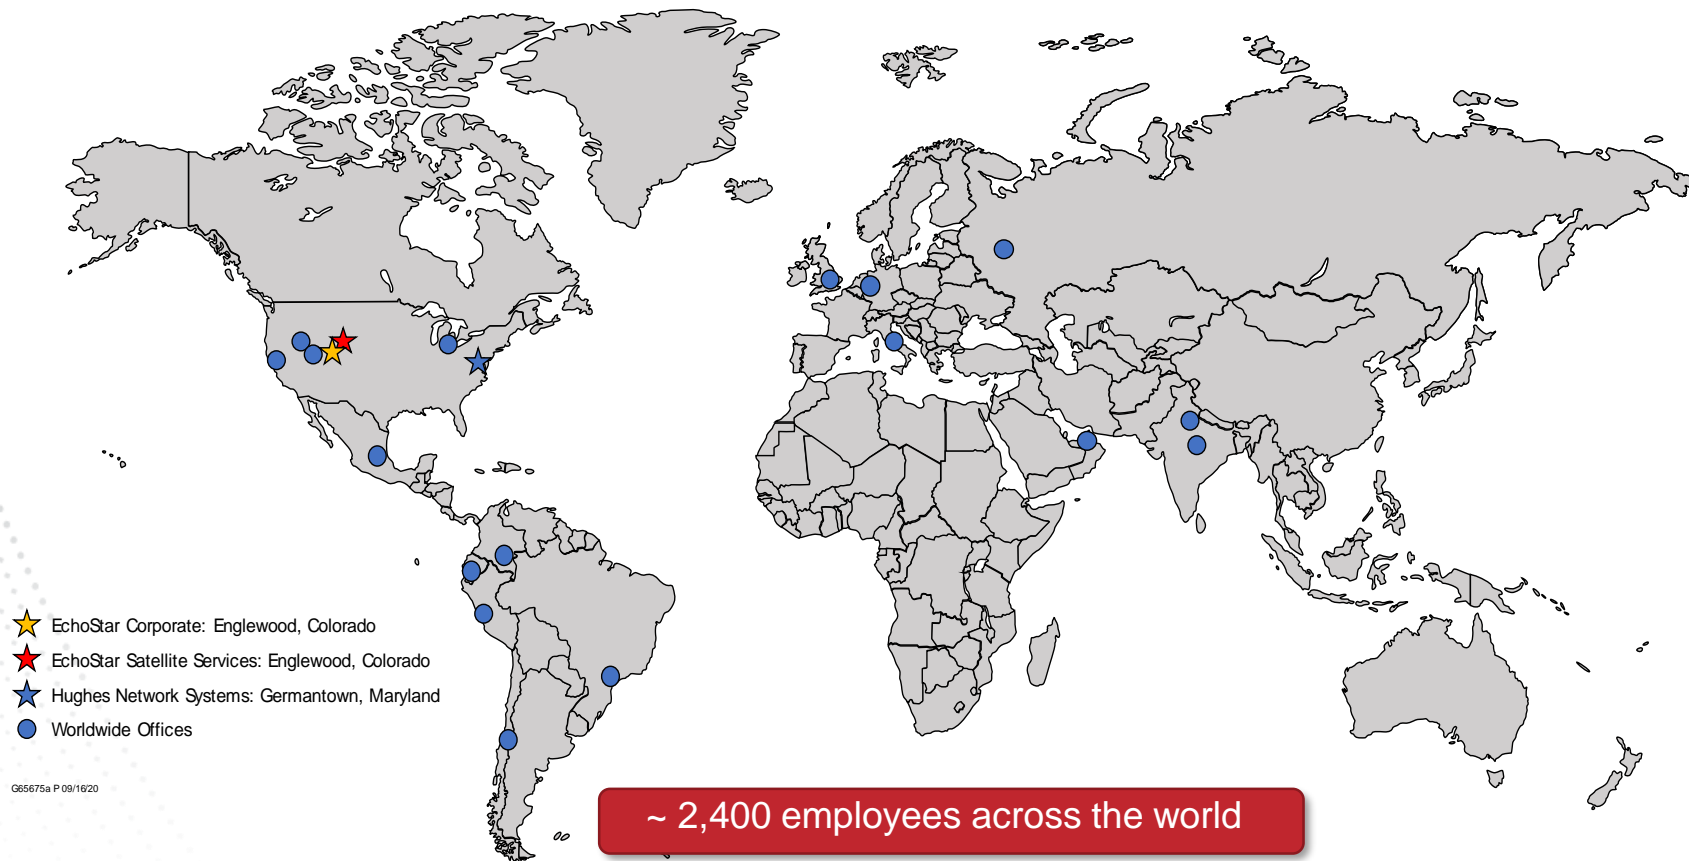 EchoStar Corporate: Englewood, Colorado
EchoStar Satellite Services: Englewood, Colorado
Hughes Network Systems: Germantown, Maryland
Worldwide Offices
G65675a P 09/16/20
~ 2,400 employees across the world